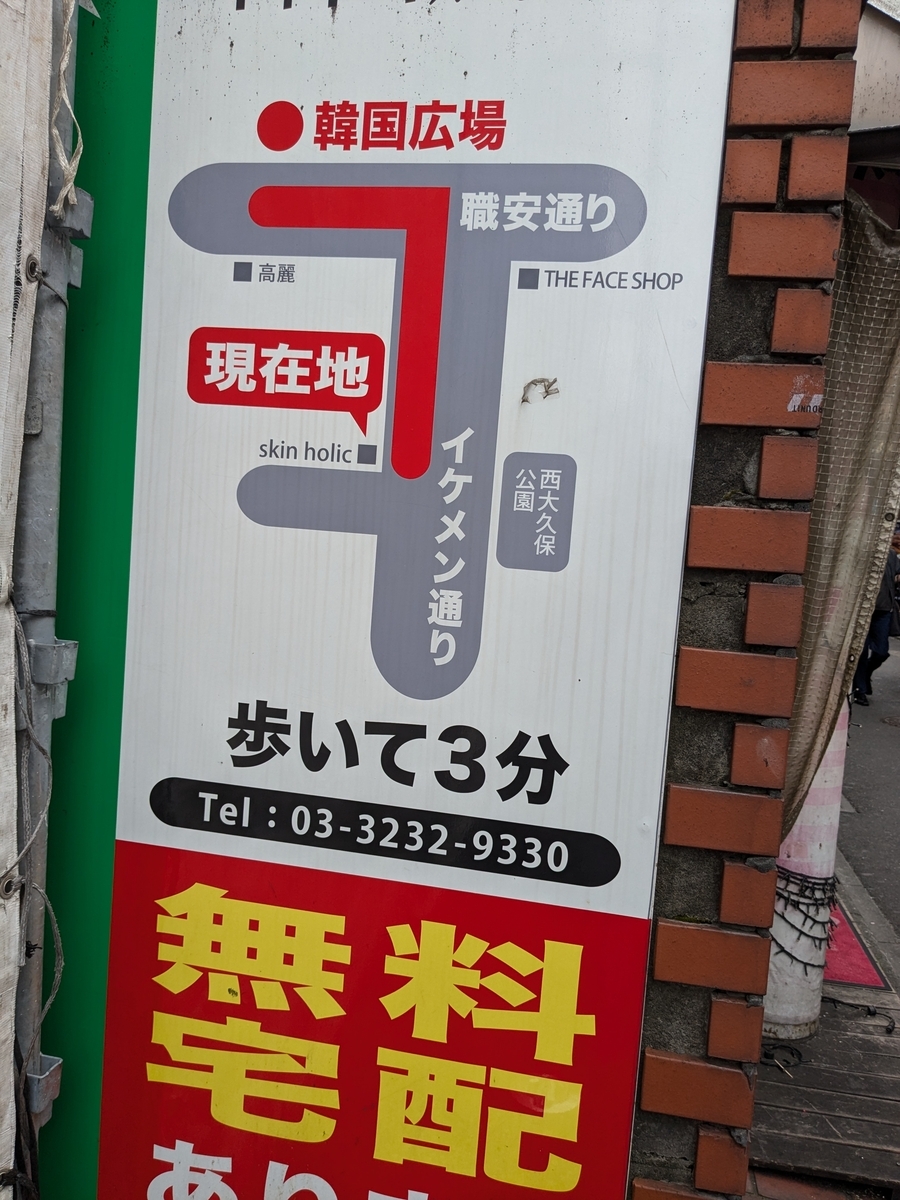 韓国広場
職安通り
高麗
THE FACE SHOP
現在地
skin holic
イケメン通り
西大久保
公園
歩いて3分
Tel：03-3232-9330
無料
宅配